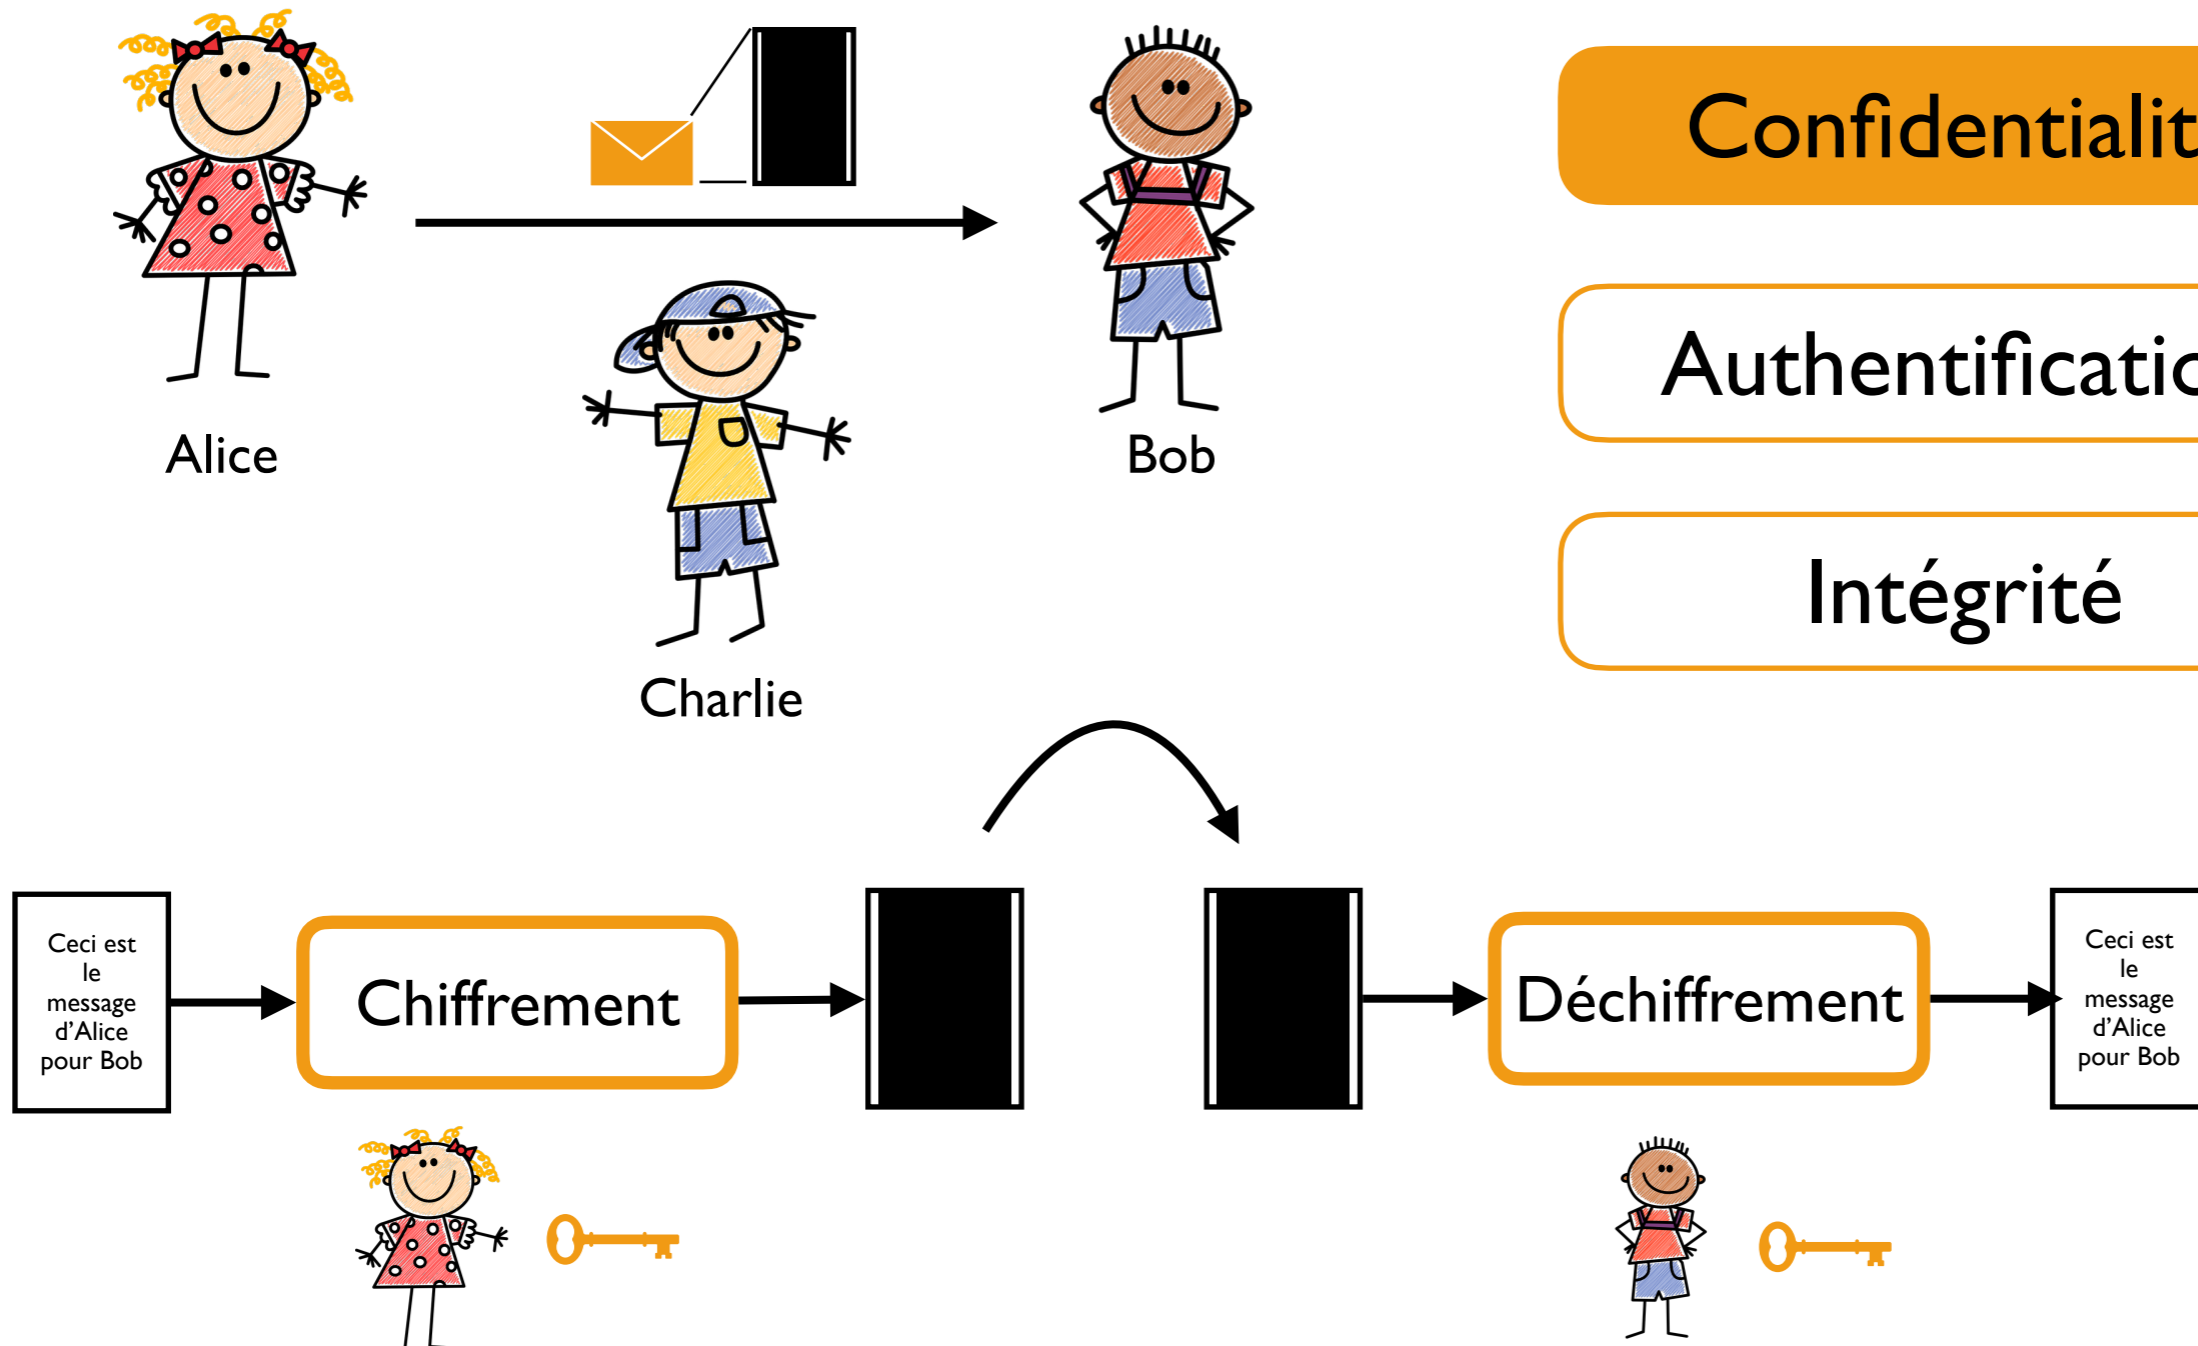 Confidentialit
Authentificatio
Intégrité
Alice
Bob
Charlie
Ceci est
le
message
d'Alice
pour Bob
Chiffrement
Déchiffrement
Ceci est
le
message
d'Alice
pour Bob